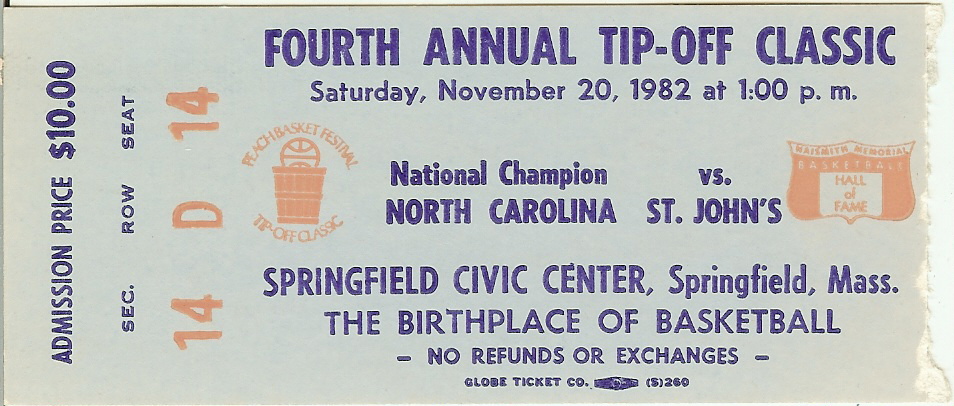 FOURTH ANNUAL TIP-OFF CLASSIC
Saturday, November 20, 1982 at 1:00 p. m.
ADMISSION PRICE $10.00
SEC. ROW SEAT
14 D 14
PEACH BASKET FESTIVAL
TIP-OFF CLASSIC
National Champion vs.
NORTH CAROLINA ST. JOHN'S
NAISMITH MEMORIAL
BASKETBALL
HALL
of
FAME
SPRINGFIELD CIVIC CENTER, Springfield, Mass.
THE BIRTHPLACE OF BASKETBALL
– NO REFUNDS OR EXCHANGES –
GLOBE TICKET CO. (S)260